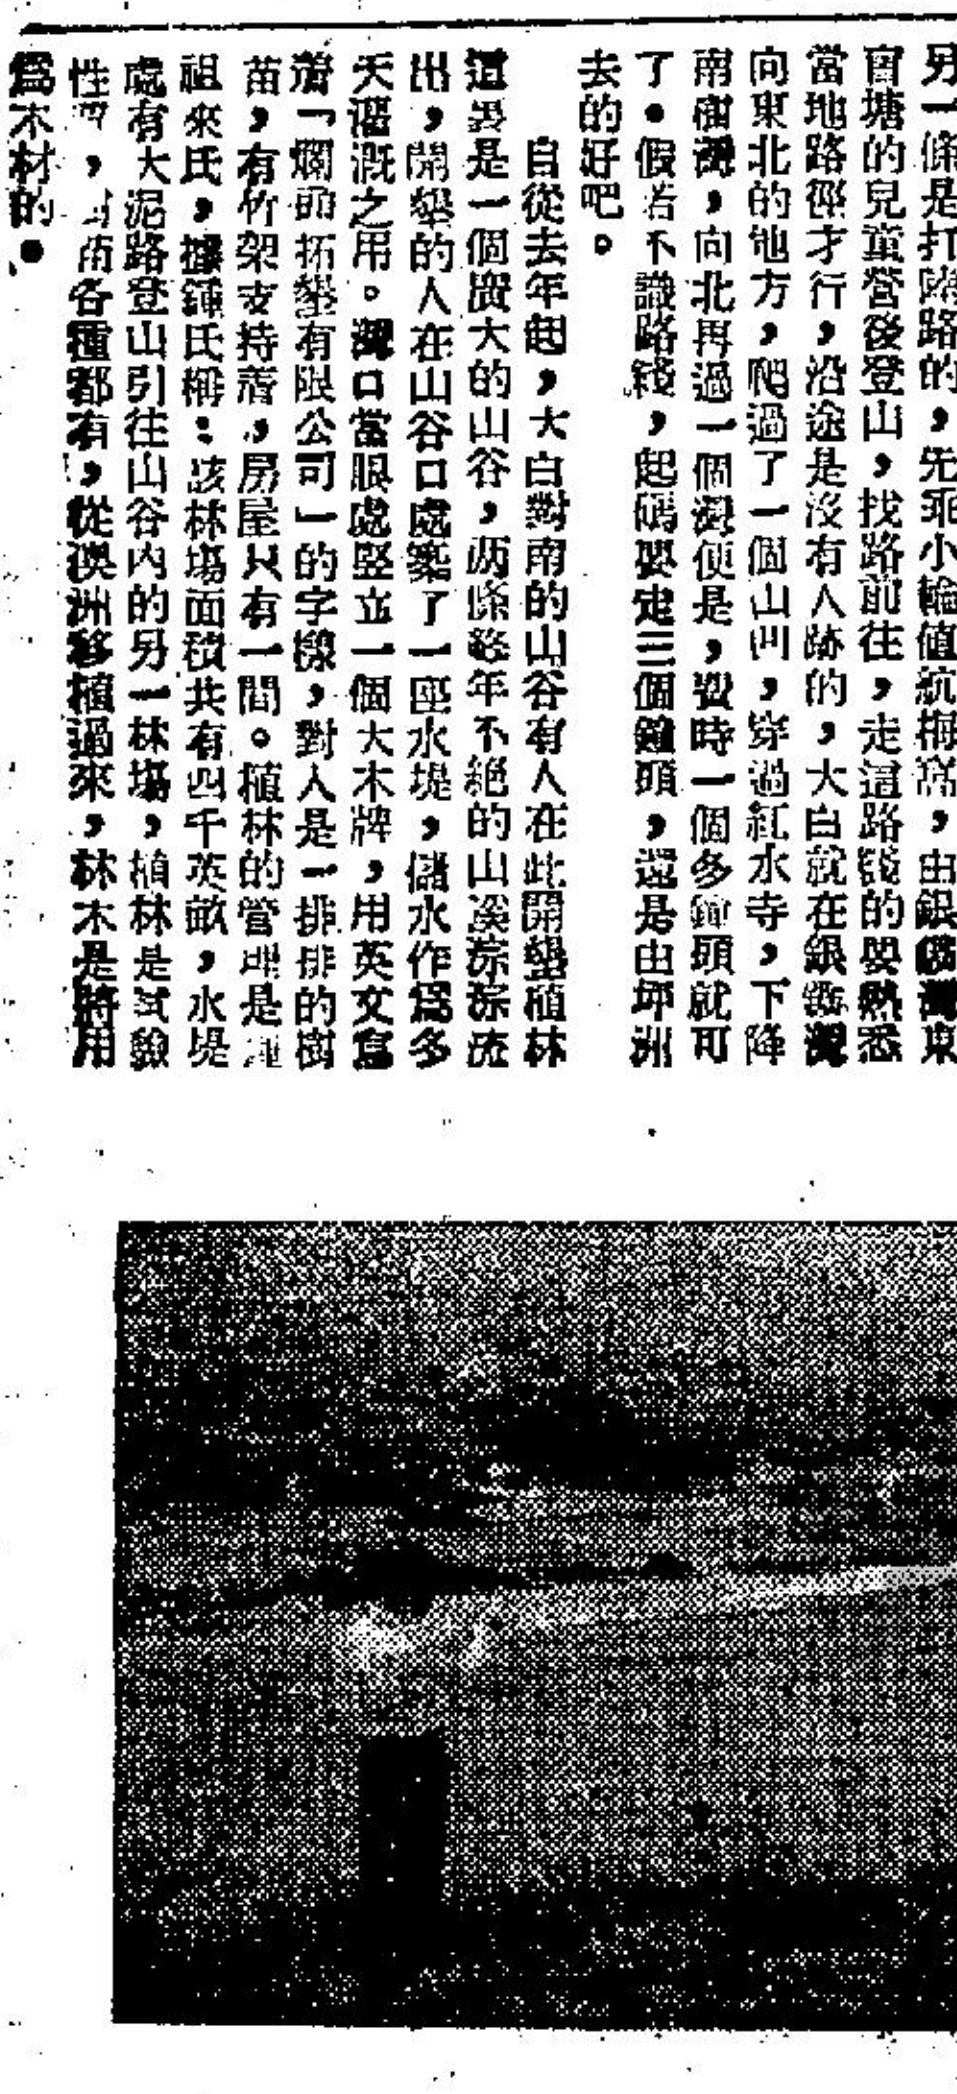 另一條是打陸路的，先乖小輪值航梅窩，由銀鑛灣東
窗塘的兒童營後登山，找路前往，走這路綫的要熟悉
當地路徑才行，沿途是沒有人跡的，大白就在銀鑛灣
向東北的地方，爬過了一個山凹，穿過紅水寺，下降
南樹灣，向北再過一個灣便是，費時一個多鐘頭就可
了。假若不識路綫，起碼要走三個鐘頭，還是由坪洲
去的好吧。
自從去年起，大白對南的山谷有人在此開墾植林
這是一個廣大的山谷，兩條終年不絕的山溪淙淙流
出，開墾的人在山谷口處築了一座水堤，儲水作爲多
天灌溉之用。灣口當眼處竪立一個大木牌，用英文寫
着「爛頭拓墾有限公司」的字樣，對人是一排排的樹
苗，有竹架支持着，房屋只有一間。植林的管理是
祖來氏，據鍾氏稱：該林塲面積共有四千英畝，水堤
處有大泥路登山引往山谷內的另一林塲，植林是試驗
性，各種都有，從澳洲移植過來，林木是將用
爲木材的。